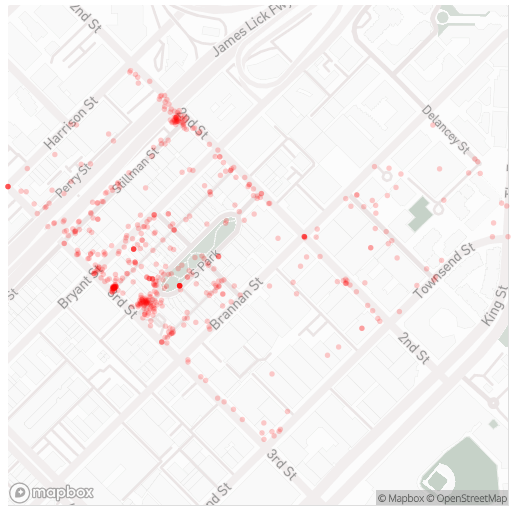 2nd St
James Lick Fwy
Harrison St
2nd St
Delancey St
Perry St
Stillman St
S Park
Townsend St
Bryant St
3rd St
Brannan St
King St
2nd St
3rd St
nd St
St
mapbox
© Mapbox © OpenStreetMap